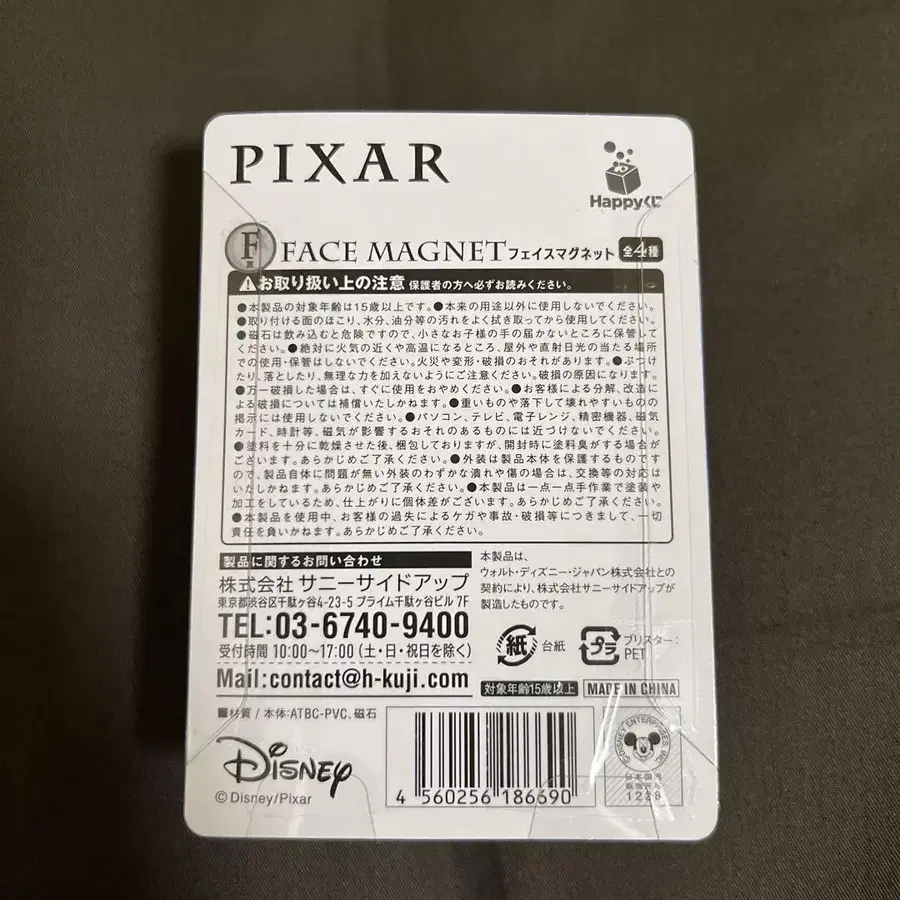 PIXAR
Happyくじ
F賞 FACE MAGNET フェイスマグネット 全4種
お取り扱い上の注意 保護者の方へ必ずお読みください。
●本製品の対象年齢は15歳以上です。●本来の用途以外に使用しないでください。
●取り付ける面のほこり、水分、油分等の汚れをよく拭き取ってから使用してください。
●磁石は飲み込むと危険ですので、小さなお子様の手の届かないところに保管して
ください。●絶対に火気の近くや高温になるところ、屋外や直射日光の当たる場所
での使用・保管はしないでください。火災や変形・破損のおそれがあります。●ぶつけ
たり、落としたり、無理な力を加えないようにご注意ください。破損の原因になります。
●万一破損した場合は、すぐに使用をおやめください。●お客様による分解、改造に
よる破損については補償いたしかねます。●重いものや落下して壊れやすいものの
掲示には使用しないでください。●パソコン、テレビ、電子レンジ、精密機器、磁気
カード、時計等、磁気が影響するおそれのあるものには近づけないでください。
●塗料を十分に乾燥させた後、梱包しておりますが、開封時に塗料臭がする場合が
ございます。あらかじめご了承ください。●外装は製品本体を保護するものです
ので、製品自体に問題が無い外装のわずかな潰れや傷の場合は、交換等の対応は
いたしかねます。あらかじめご了承ください。●本製品は一点一点手作業で塗装や
加工をしているため、仕上がりに個体差がございます。あらかじめご了承ください。
●本製品を使用中、お客様の過失によるケガや事故・破損等につきまして、一切
責任を負いかねます。あらかじめご了承ください。
製品に関するお問い合わせ
株式会社 サニーサイドアップ
東京都渋谷区千駄ヶ谷4-23-5 プライム千駄ヶ谷ビル 7F
TEL:03-6740-9400
受付時間 10:00〜17:00 (土・日・祝日を除く)
Mail:contact@h-kuji.com
本製品は、
ウォルト・ディズニー・ジャパン株式会社との
契約により、株式会社サニーサイドアップが
製造したものです。
紙 台紙
プラ ブリスター:
PET
対象年齢15歳以上
MADE IN CHINA
■材質 / 本体:ATBC-PVC、磁石
Disney
©Disney/Pixar
4 560256 186690
©DISNEY ENTERPRISES, INC.
日本国内
販売許諾
1228